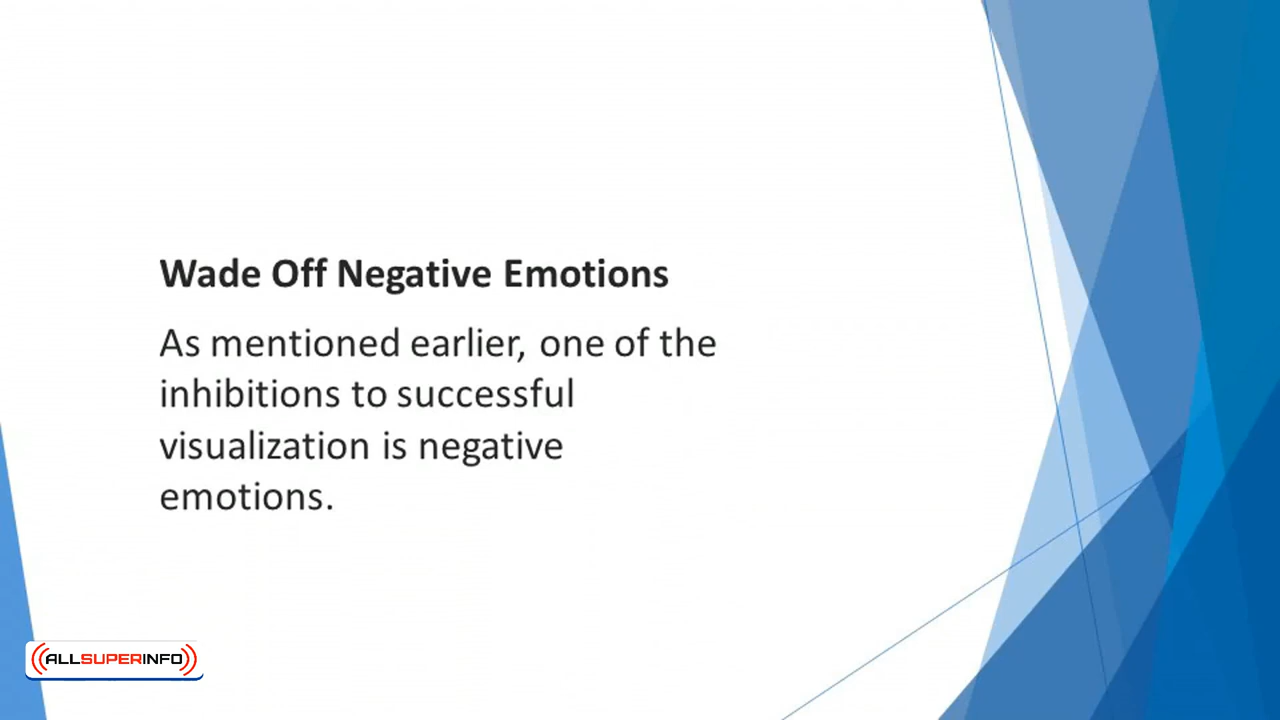 Wade Off Negative Emotions
As mentioned earlier, one of the
inhibitions to successful
visualization is negative
emotions.
ALLSUPERINFO